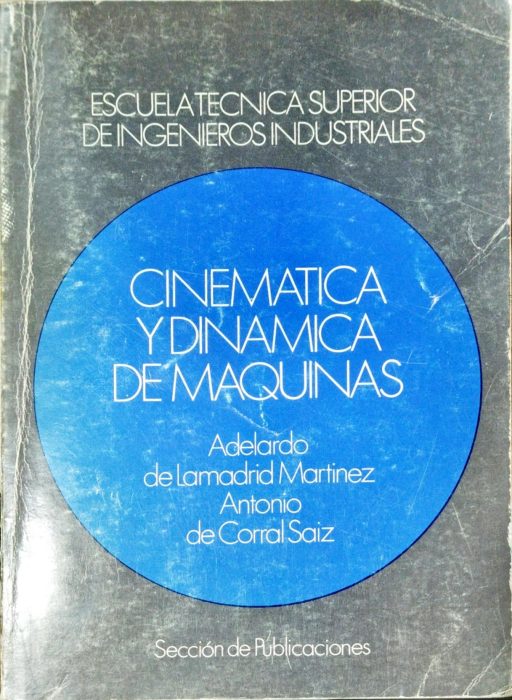 ESCUELA TECNICA SUPERIOR
DE INGENIEROS INDUSTRIALES
CINEMATICA
Y DINAMICA
DE MAQUINAS
Adelardo
de Lamadrid Martinez
Antonio
de Corral Saiz
Sección de Publicaciones